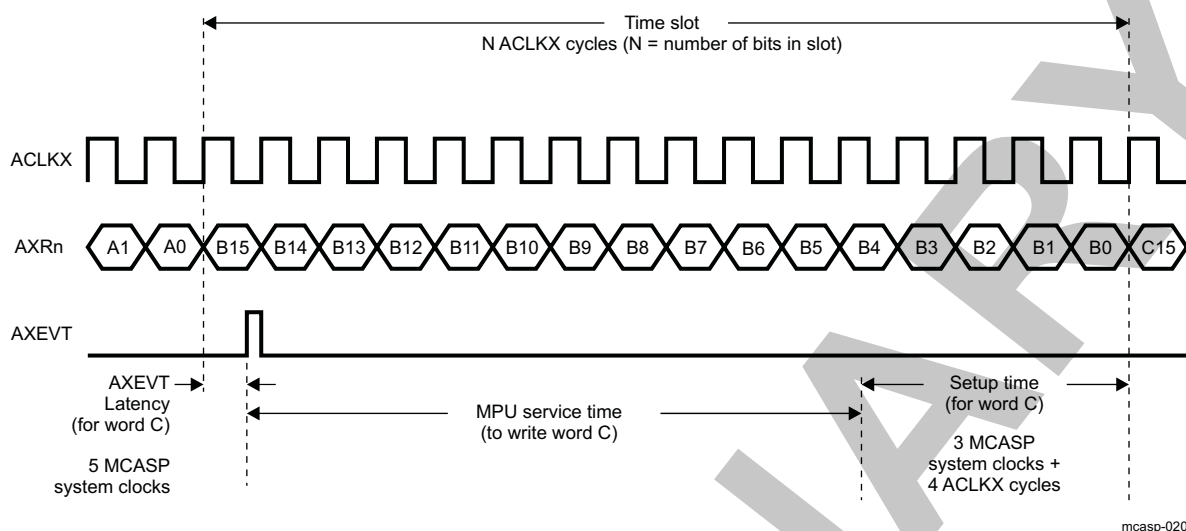 Time slot
N ACLKX cycles (N = number of bits in slot)
ACLKX
AXRn
A1 A0 B15 B14 B13 B12 B11 B10 B9 B8 B7 B6 B5 B4 B3 B2 B1 B0 C15
AXEVT
AXEVT
Latency
(for word C)
5 MCASP
system clocks
MPU service time
(to write word C)
Setup time
(for word C)
3 MCASP
system clocks +
4 ACLKX cycles
mcasp-020